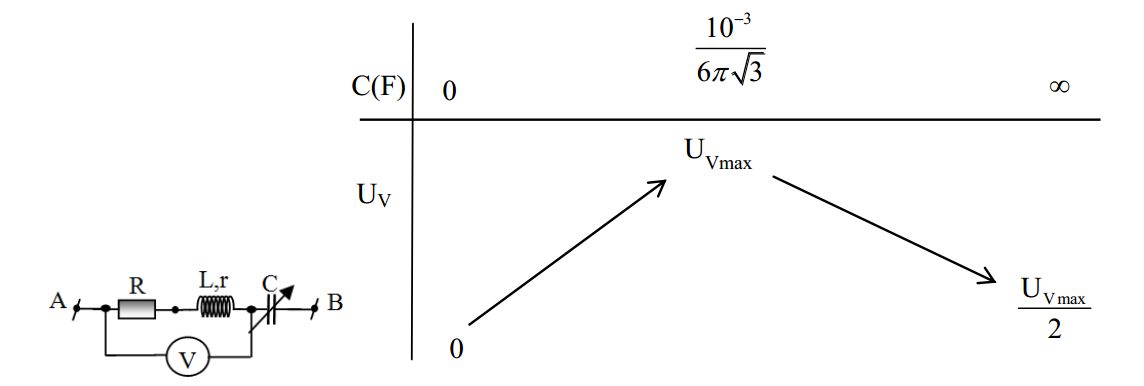 C(F) 0 10⁻³/6π√3 ∞
U_V 0 U_Vmax U_Vmax/2
A R L,r C B
V